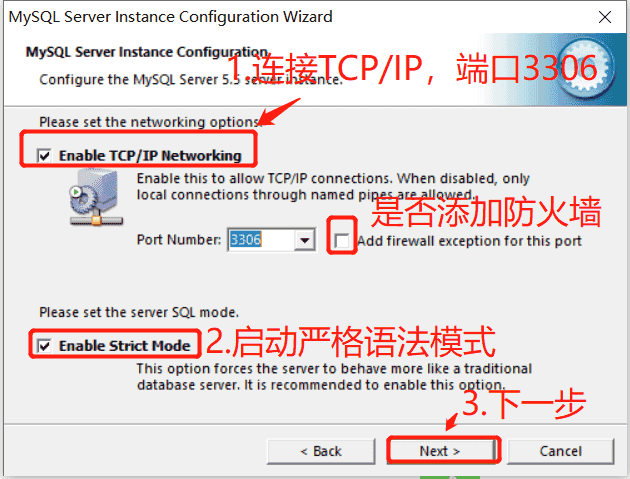 MySQL Server Instance Configuration Wizard
MySQL Server Instance Configuration
1.连接TCP/IP，端口3306
Configure the MySQL Server 5.5 server instance.
Please set the networking options.
Enable TCP/IP Networking
Enable this to allow TCP/IP connections. When disabled, only
local connections through named pipes are allowed.
是否添加防火墙
Port Number: 3306 Add firewall exception for this port
Please set the server SQL mode.
Enable Strict Mode 2.启动严格语法模式
This option forces the server to behave more like a traditional
database server. It is recommended to enable this option.
3.下一步
< Back Next > Cancel